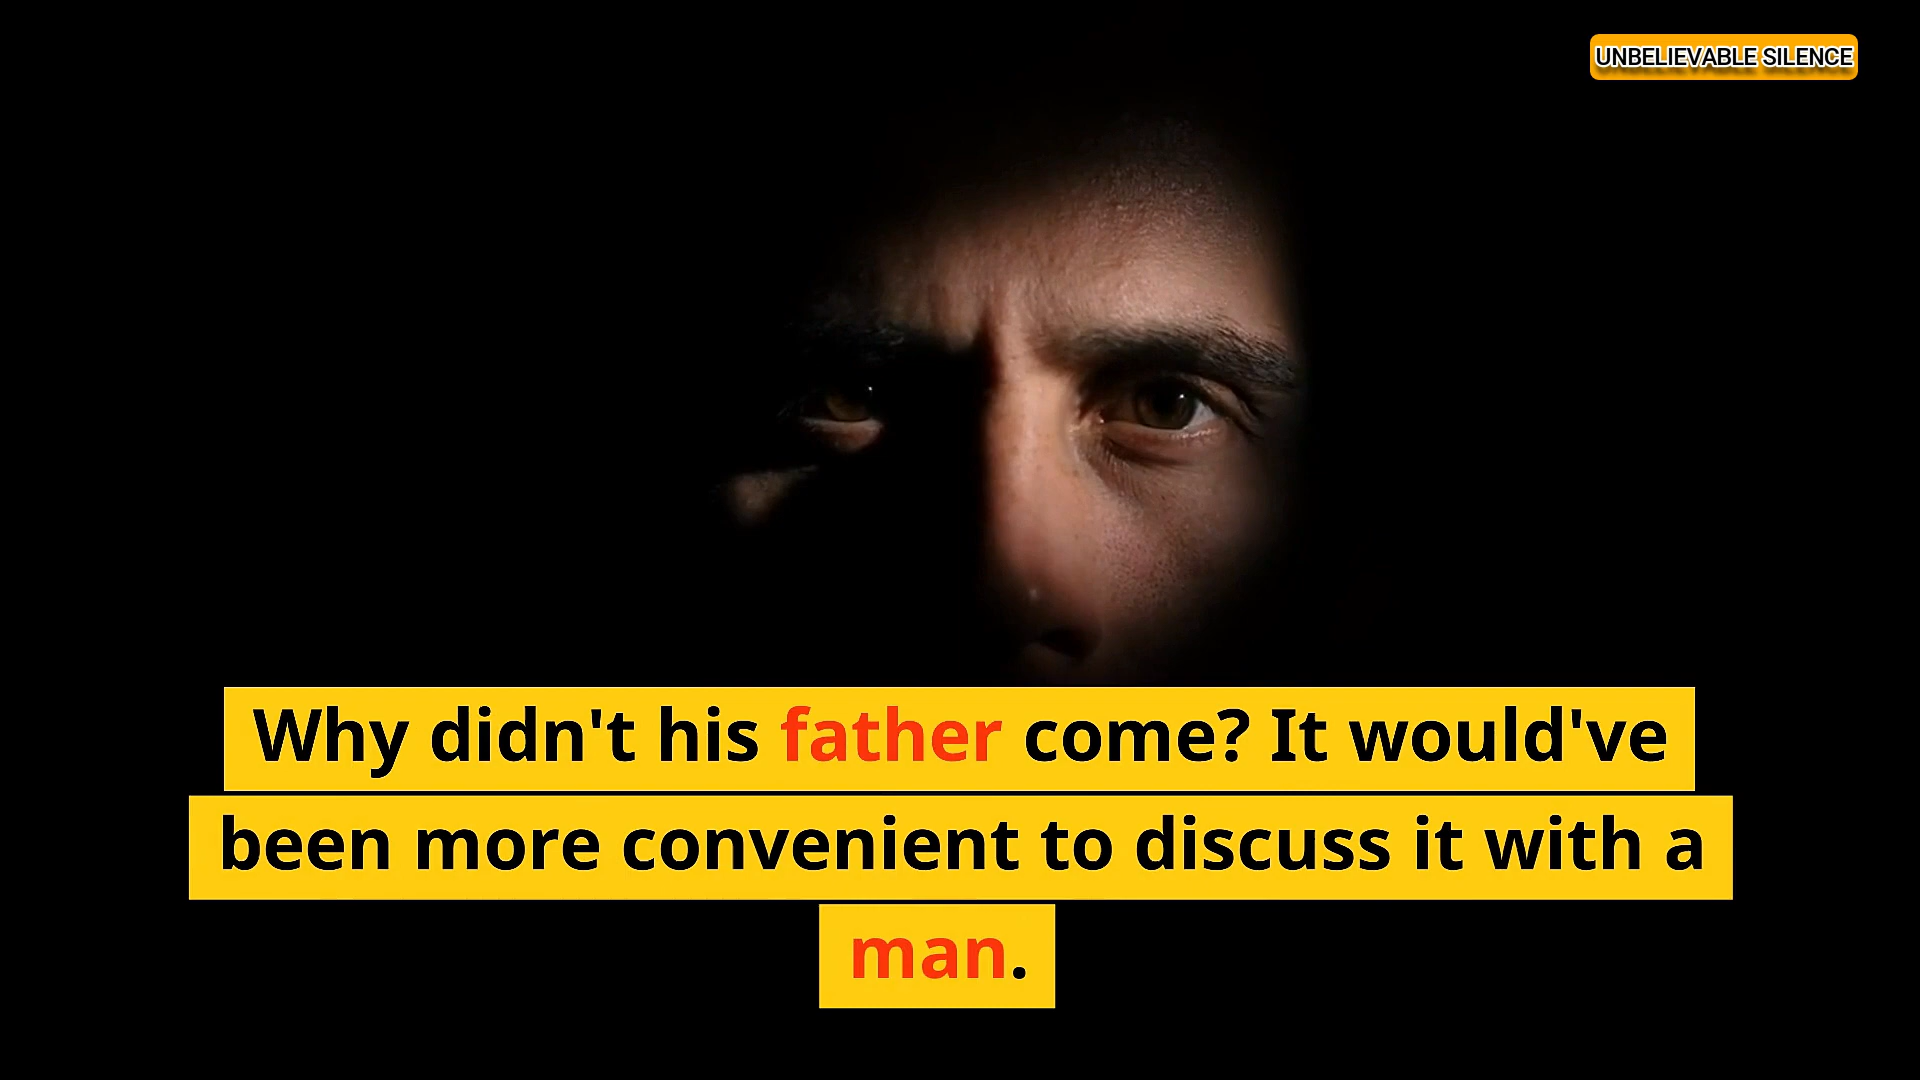 UNBELIEVABLE SILENCE
Why didn't his father come? It would've
been more convenient to discuss it with a
man.